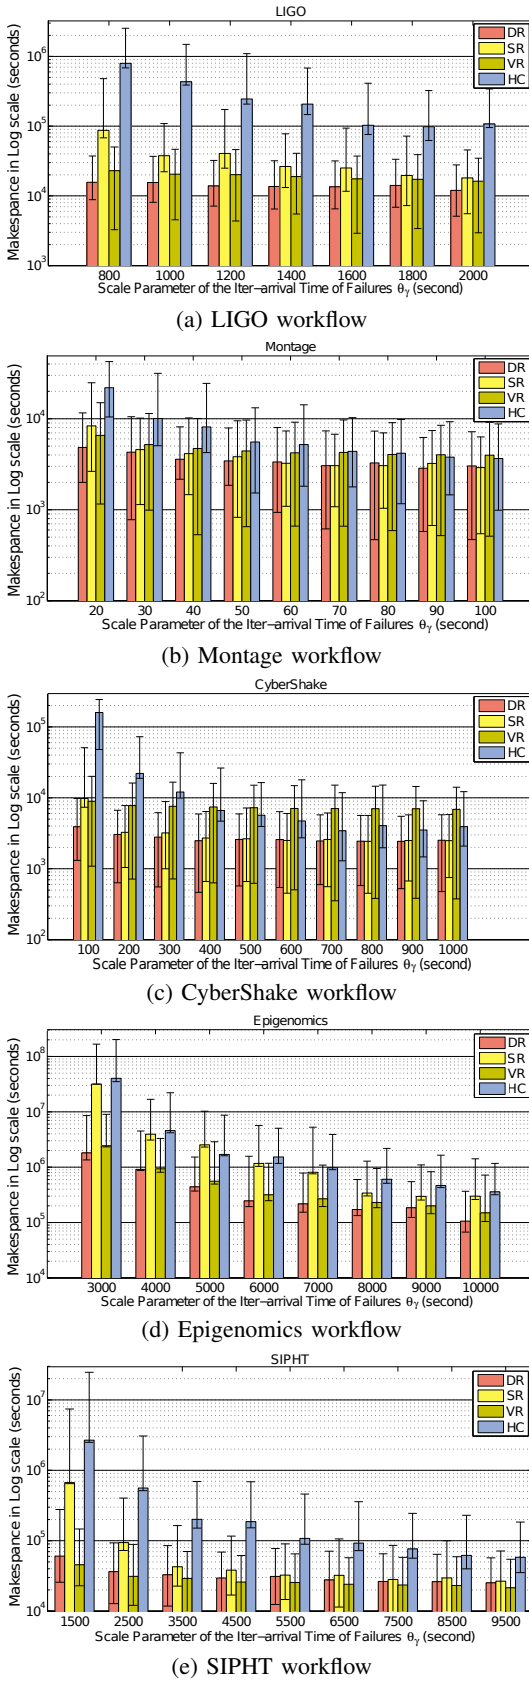 LIGO
Makespance in Log scale (seconds)
10^6
10^5
10^4
10^3
DR
SR
VR
HC
800 1000 1200 1400 1600 1800 2000
Scale Parameter of the Iter−arrival Time of Failures θγ (second)
(a) LIGO workflow
Montage
Makespance in Log scale (seconds)
10^4
10^3
10^2
DR
SR
VR
HC
20 30 40 50 60 70 80 90 100
Scale Parameter of the Iter−arrival Time of Failures θγ (second)
(b) Montage workflow
CyberShake
Makespance in Log scale (seconds)
10^5
10^4
10^3
10^2
DR
SR
VR
HC
100 200 300 400 500 600 700 800 900 1000
Scale Parameter of the Iter−arrival Time of Failures θγ (second)
(c) CyberShake workflow
Epigenomics
Makespance in Log scale (seconds)
10^8
10^7
10^6
10^5
10^4
DR
SR
VR
HC
3000 4000 5000 6000 7000 8000 9000 10000
Scale Parameter of the Iter−arrival Time of Failures θγ (second)
(d) Epigenomics workflow
SIPHT
Makespance in Log scale (seconds)
10^7
10^6
10^5
10^4
DR
SR
VR
HC
1500 2500 3500 4500 5500 6500 7500 8500 9500
Scale Parameter of the Iter−arrival Time of Failures θγ (second)
(e) SIPHT workflow